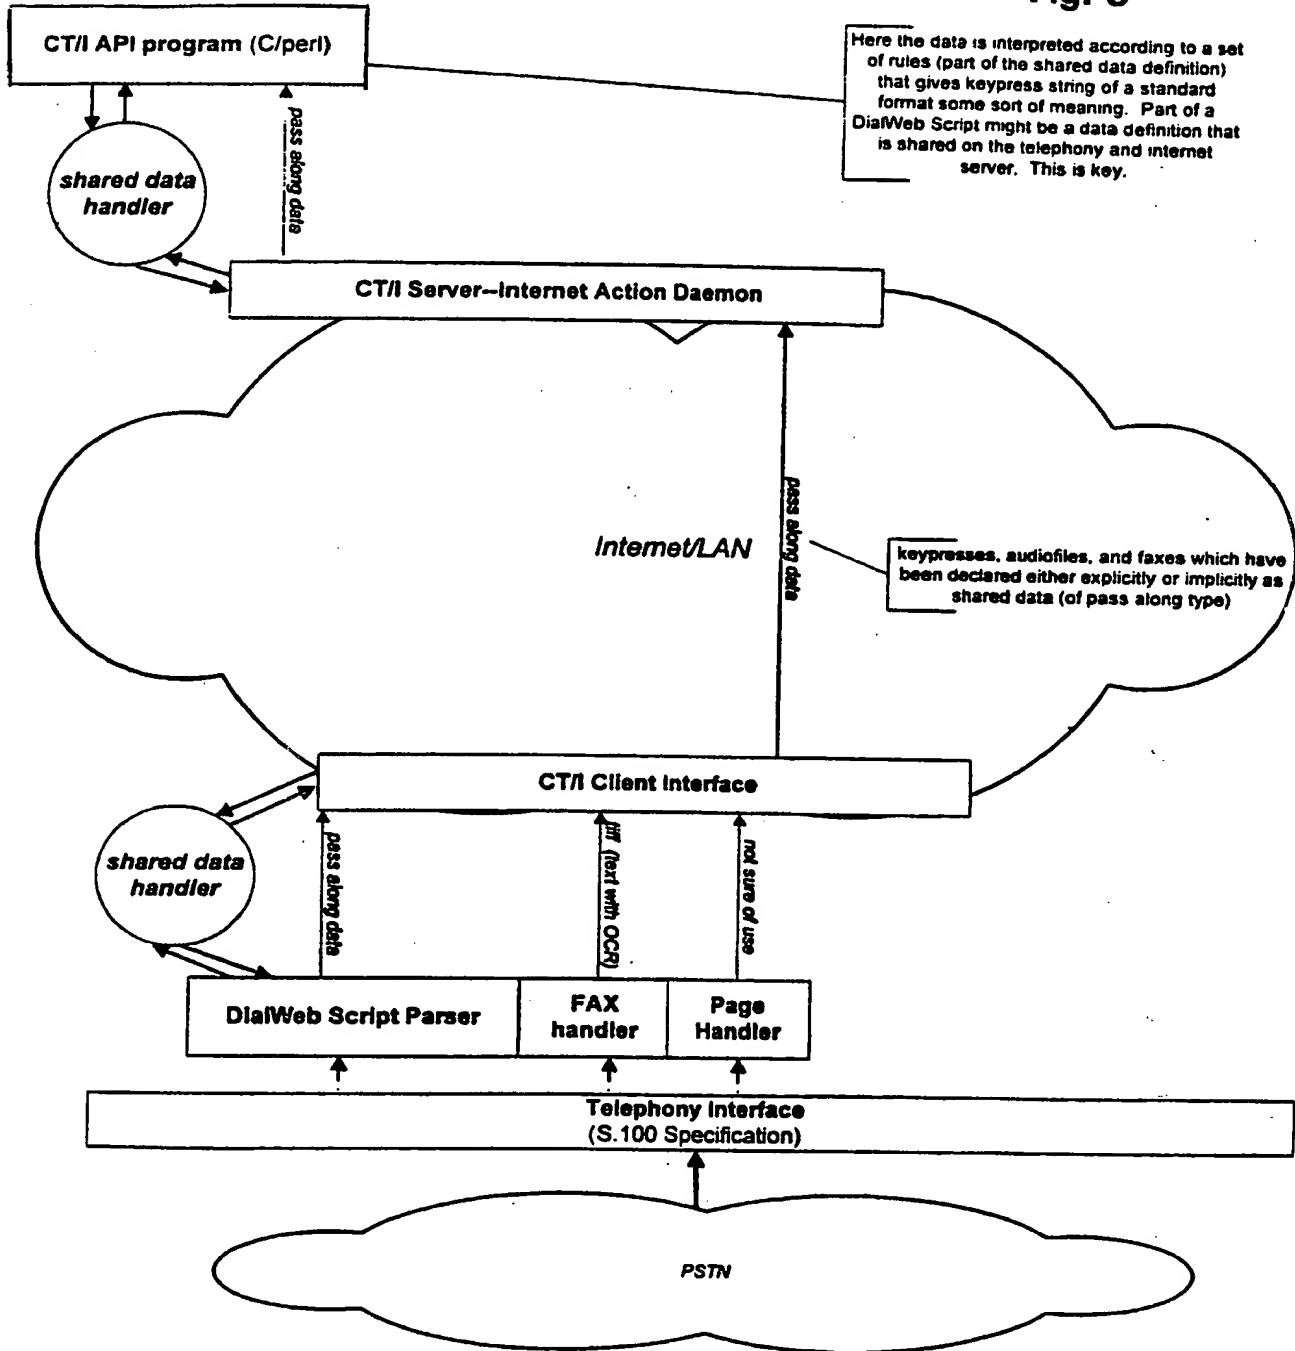 CT/I API program (C/perl)
Here the data is interpreted according to a set
of rules (part of the shared data definition)
that gives keypress string of a standard
format some sort of meaning. Part of a
DialWeb Script might be a data definition that
is shared on the telephony and internet
server. This is key.
pass along data
shared data
handler
CT/I Server--Internet Action Daemon
Internet/LAN
pass along data
keypresses, audiofiles, and faxes which have
been declared either explicitly or implicitly as
shared data (of pass along type)
CT/I Client Interface
shared data
handler
pass along data
tiff (text with OCR)
not sure of use
DialWeb Script Parser
FAX
handler
Page
Handler
Telephony Interface
(S.100 Specification)
PSTN